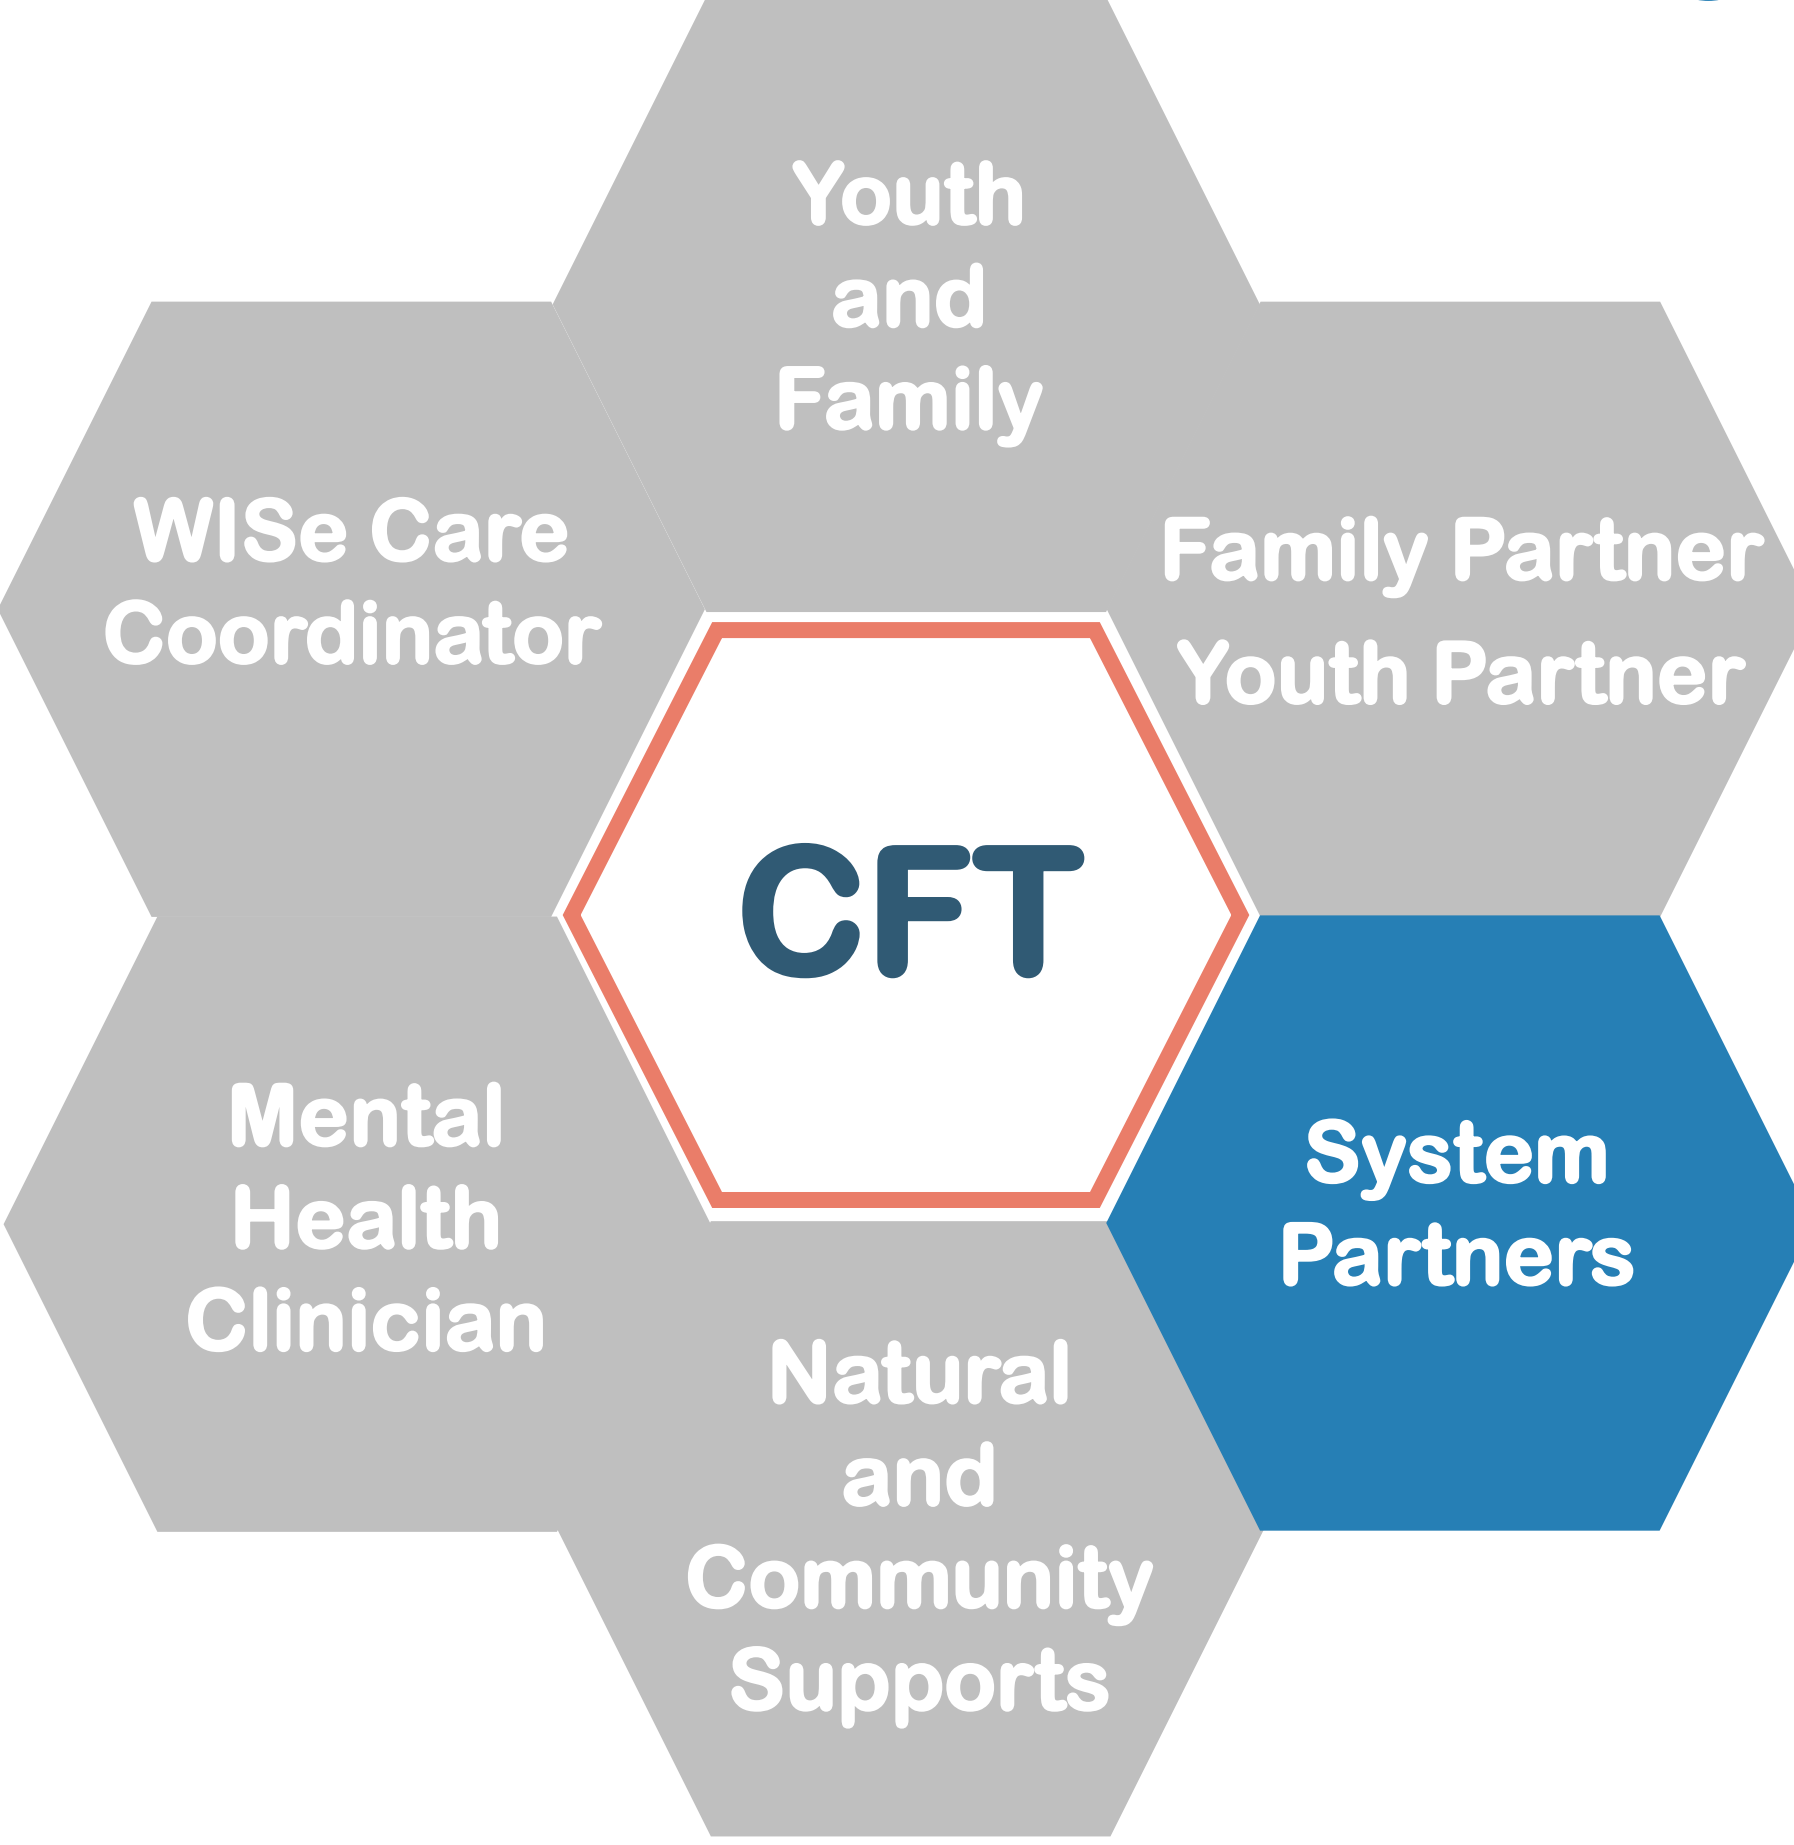 Youth
and
Family
WISe Care
Coordinator
Family Partner
Youth Partner
CFT
Mental
Health
Clinician
System
Partners
Natural
and
Community
Supports